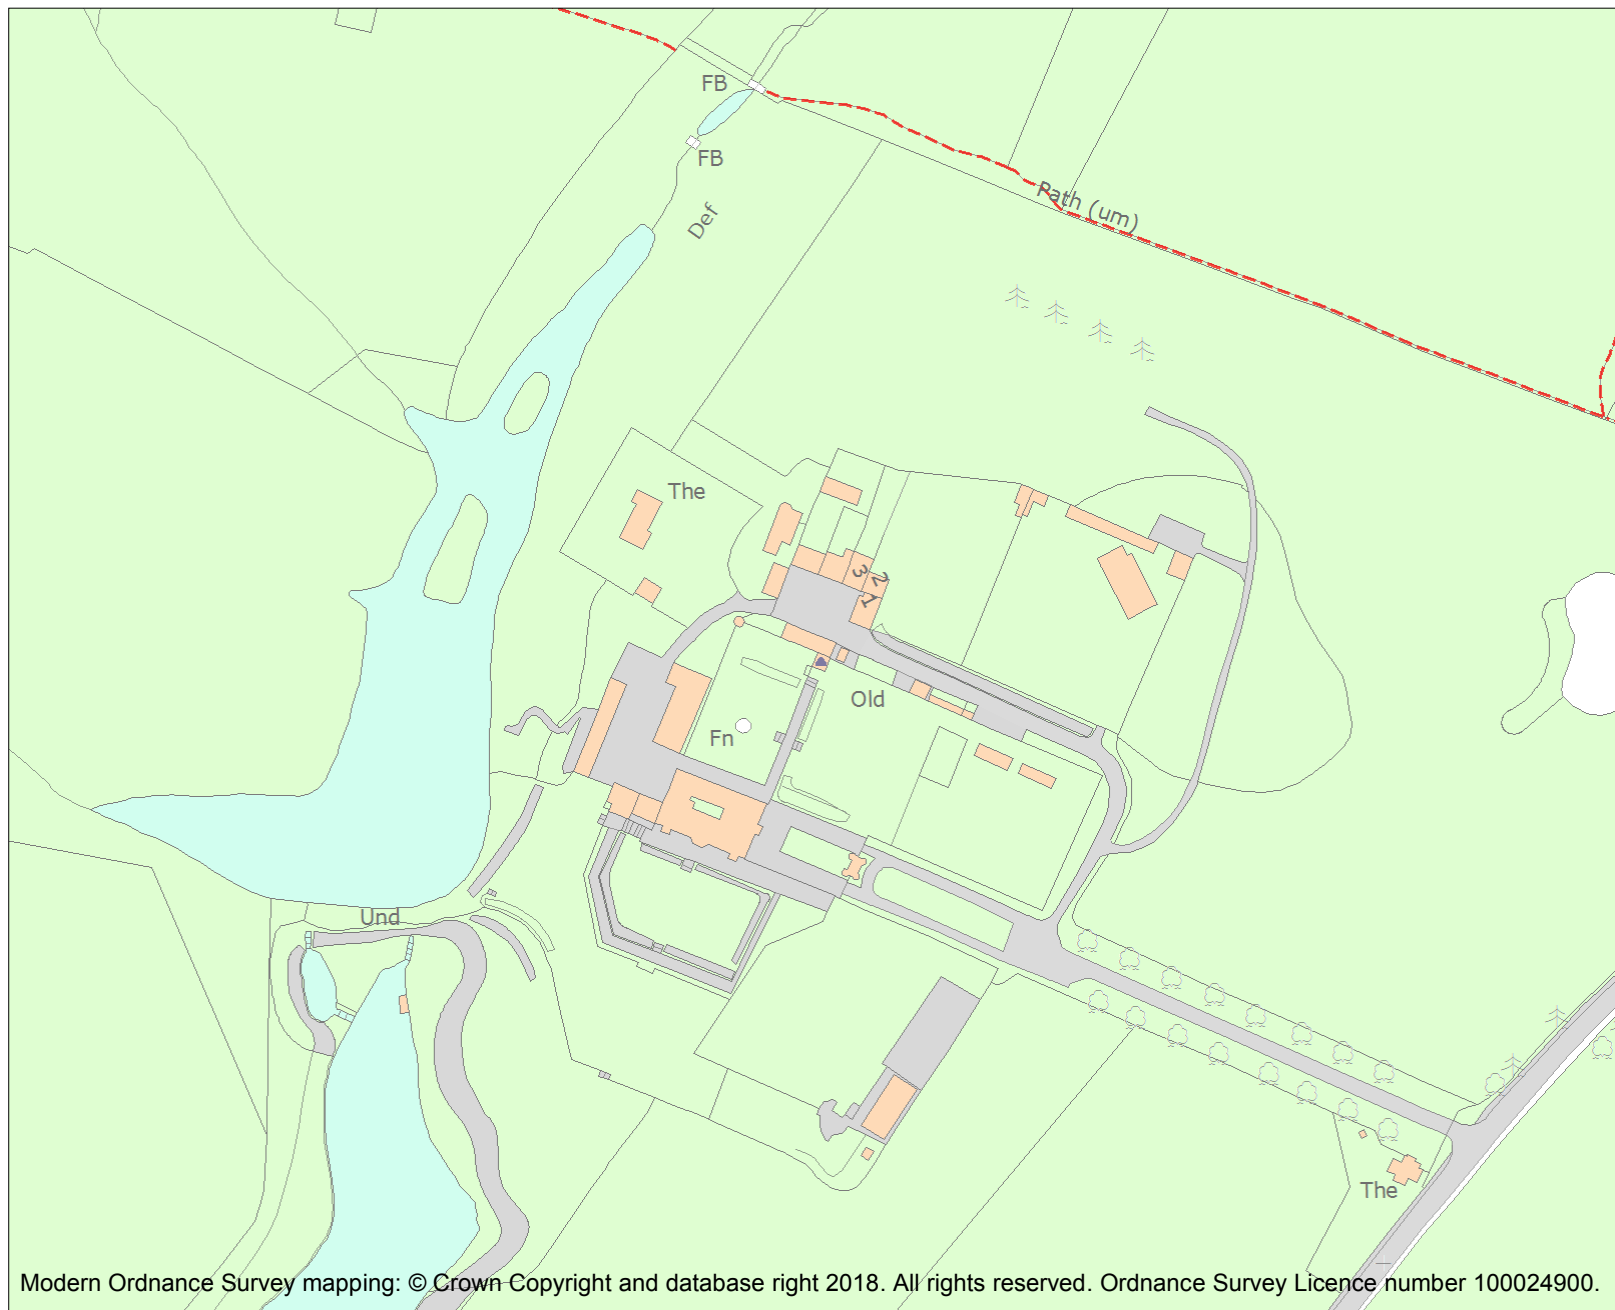 FB
FB
Path (um)
Def
The
3
2
1
Old
Fn
Und
The
Modern Ordnance Survey mapping: © Crown Copyright and database right 2018. All rights reserved. Ordnance Survey Licence number 100024900.